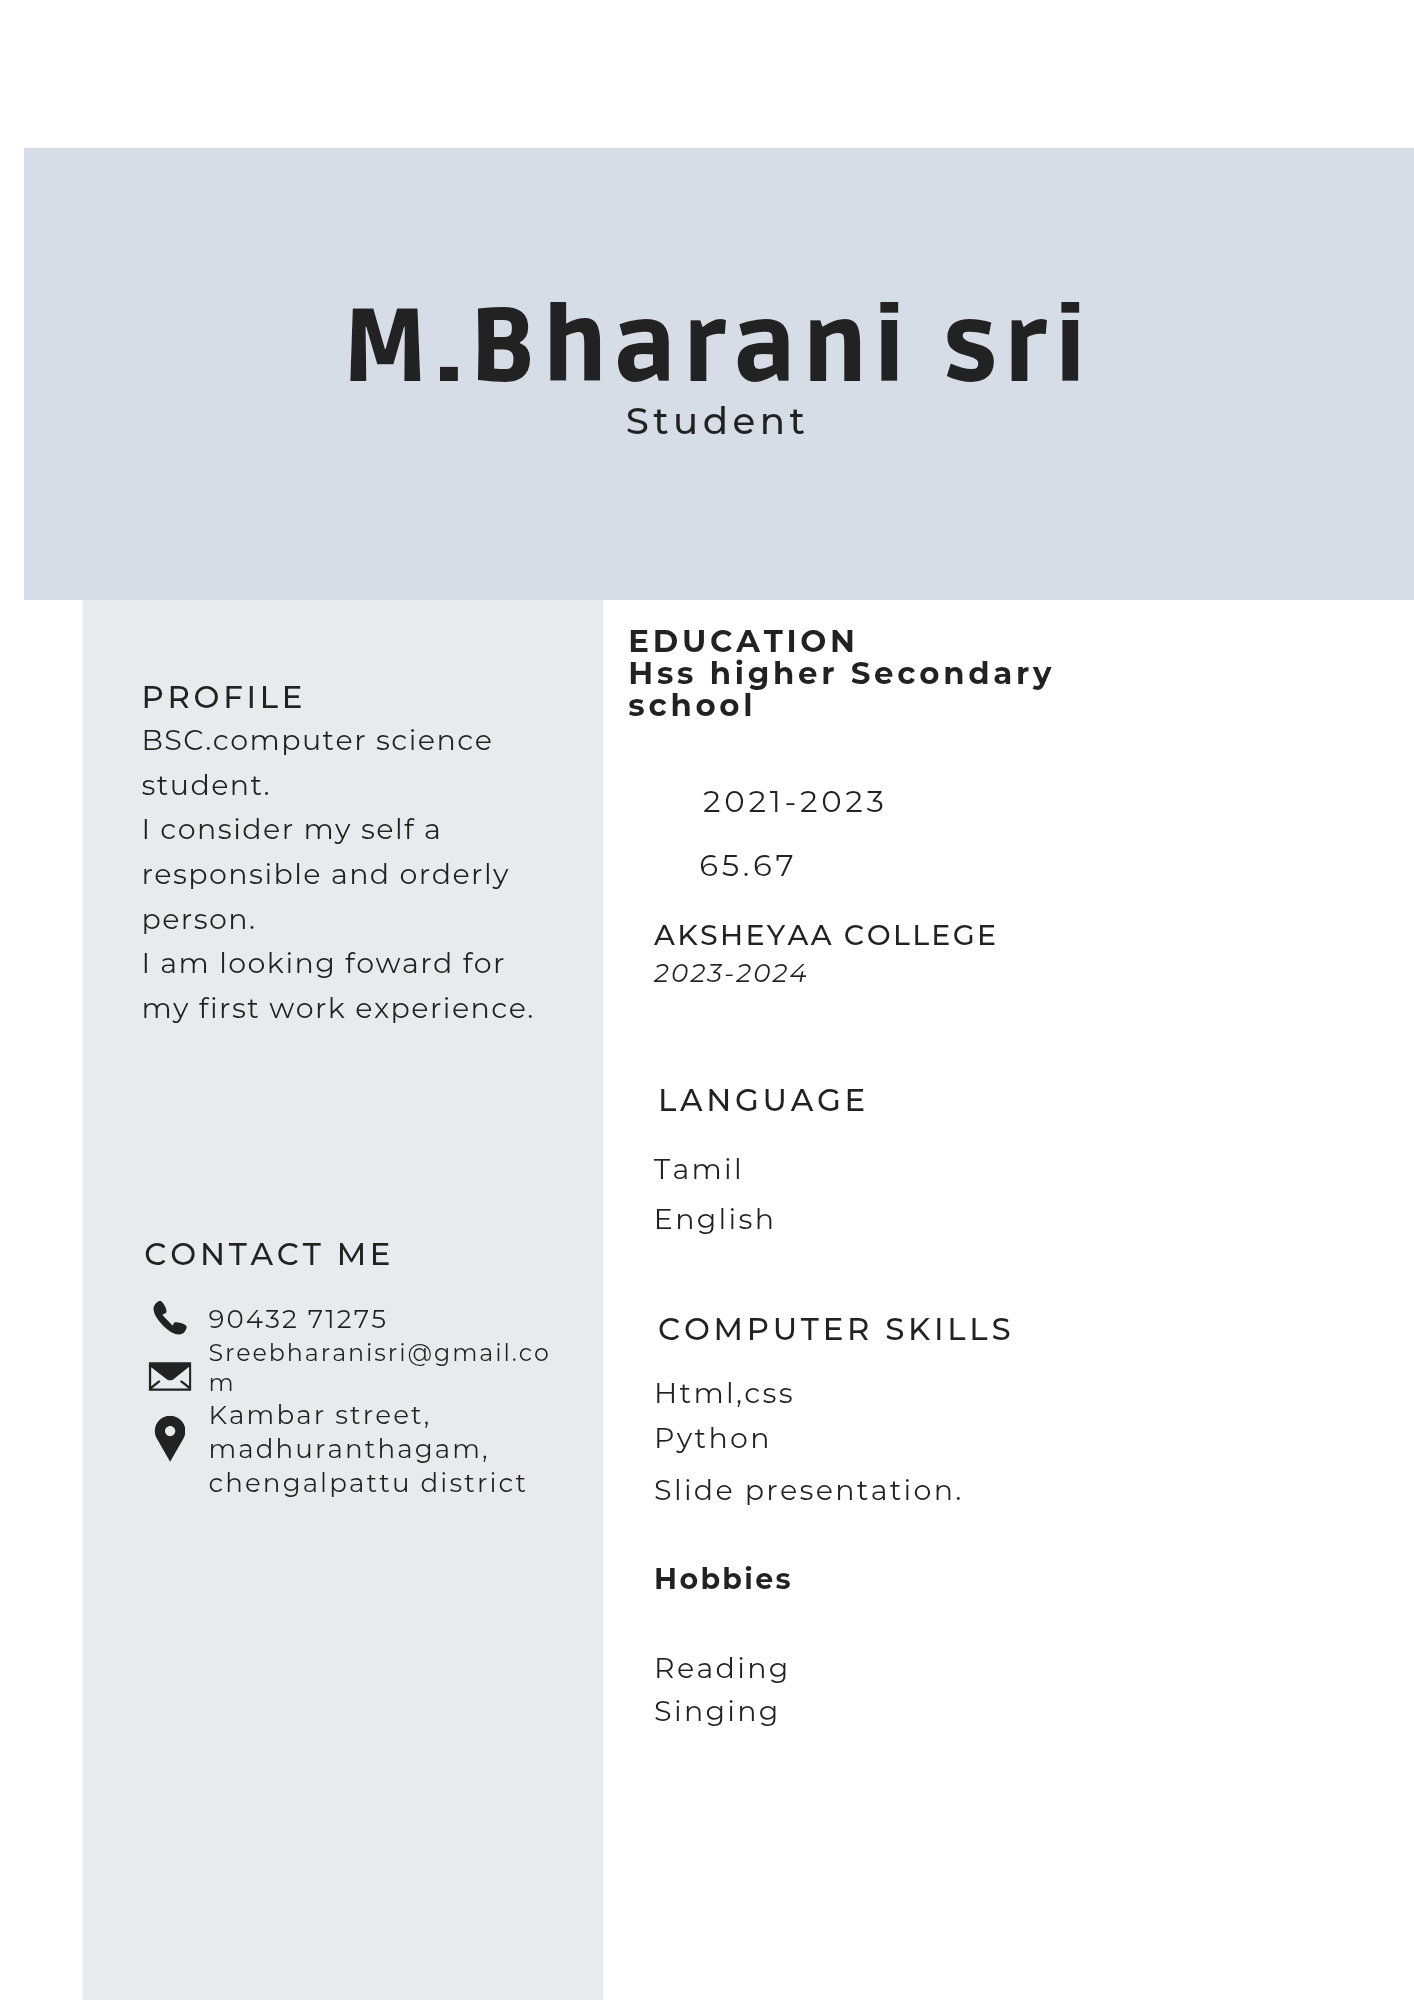 M.Bharani sri
Student
PROFILE
BSC.computer science
student.
I consider my self a
responsible and orderly
person.
I am looking foward for
my first work experience.
CONTACT ME
90432 71275
Sreebharanisri@gmail.co
m
Kambar street,
madhuranthagam,
chengalpattu district
EDUCATION
Hss higher Secondary
school
2021-2023
65.67
AKSHEYAA COLLEGE
2023-2024
LANGUAGE
Tamil
English
COMPUTER SKILLS
Html,css
Python
Slide presentation.
Hobbies
Reading
Singing